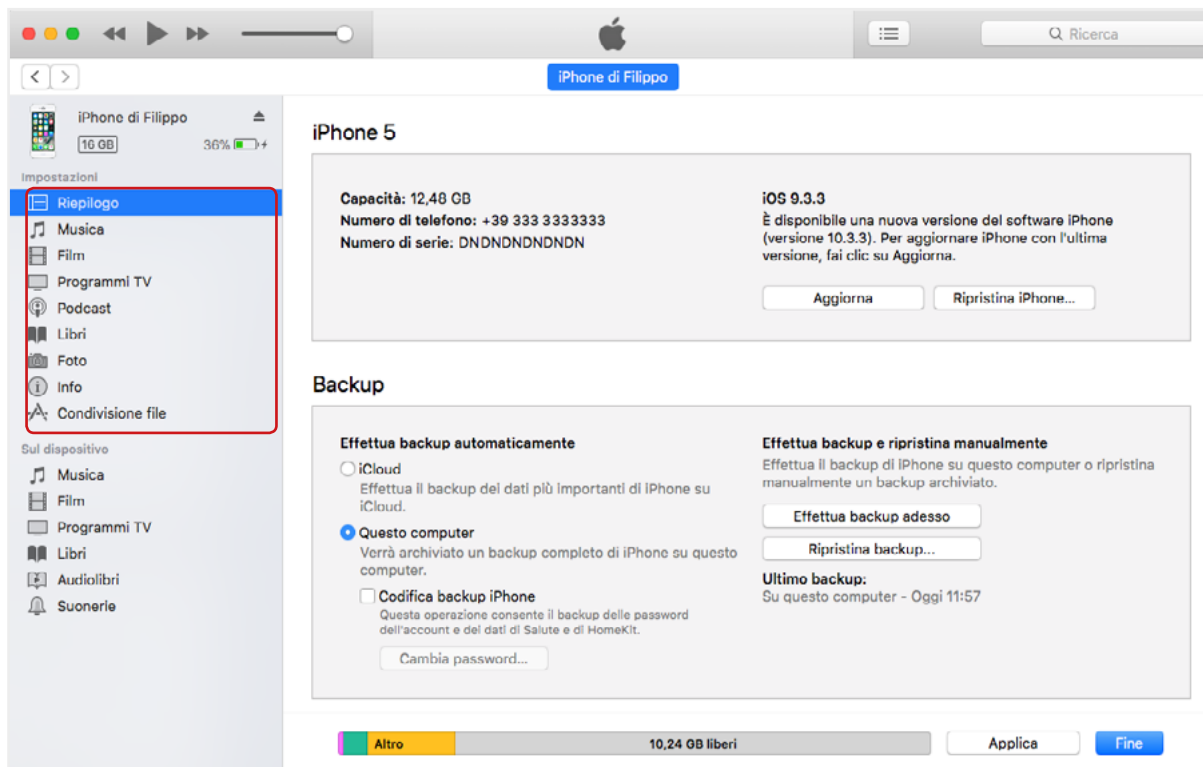 Ricerca
iPhone di Filippo
iPhone di Filippo
16 GB
36%
Impostazioni
Riepilogo
Musica
Film
Programmi TV
Podcast
Libri
Foto
Info
Condivisione file
Sul dispositivo
Musica
Film
Programmi TV
Libri
Audiolibri
Suonerie
iPhone 5
Capacità: 12,48 GB
Numero di telefono: +39 333 3333333
Numero di serie: DNDNDNDNDNDN
iOS 9.3.3
È disponibile una nuova versione del software iPhone
(versione 10.3.3). Per aggiornare iPhone con l'ultima
versione, fai clic su Aggiorna.
Aggiorna
Ripristina iPhone...
Backup
Effettua backup automaticamente
iCloud
Effettua il backup dei dati più importanti di iPhone su
iCloud.
Questo computer
Verrà archiviato un backup completo di iPhone su questo
computer.
Codifica backup iPhone
Questa operazione consente il backup delle password
dell'account e dei dati di Salute e di HomeKit.
Cambia password...
Effettua backup e ripristina manualmente
Effettua il backup di iPhone su questo computer o ripristina
manualmente un backup archiviato.
Effettua backup adesso
Ripristina backup...
Ultimo backup:
Su questo computer - Oggi 11:57
Altro
10,24 GB liberi
Applica
Fine